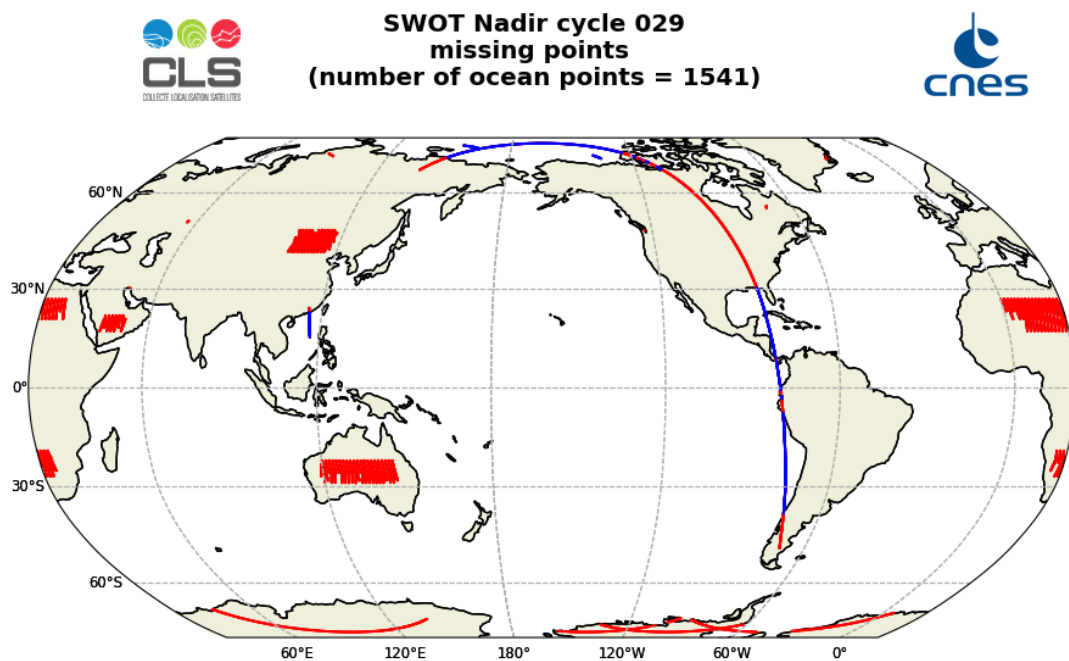 SWOT Nadir cycle 029
missing points
(number of ocean points = 1541)
CLS
COLLECTE LOCALISATION SATELLITES
cnes
60°N
30°N
0°
30°S
60°S
60°E 120°E 180° 120°W 60°W 0°